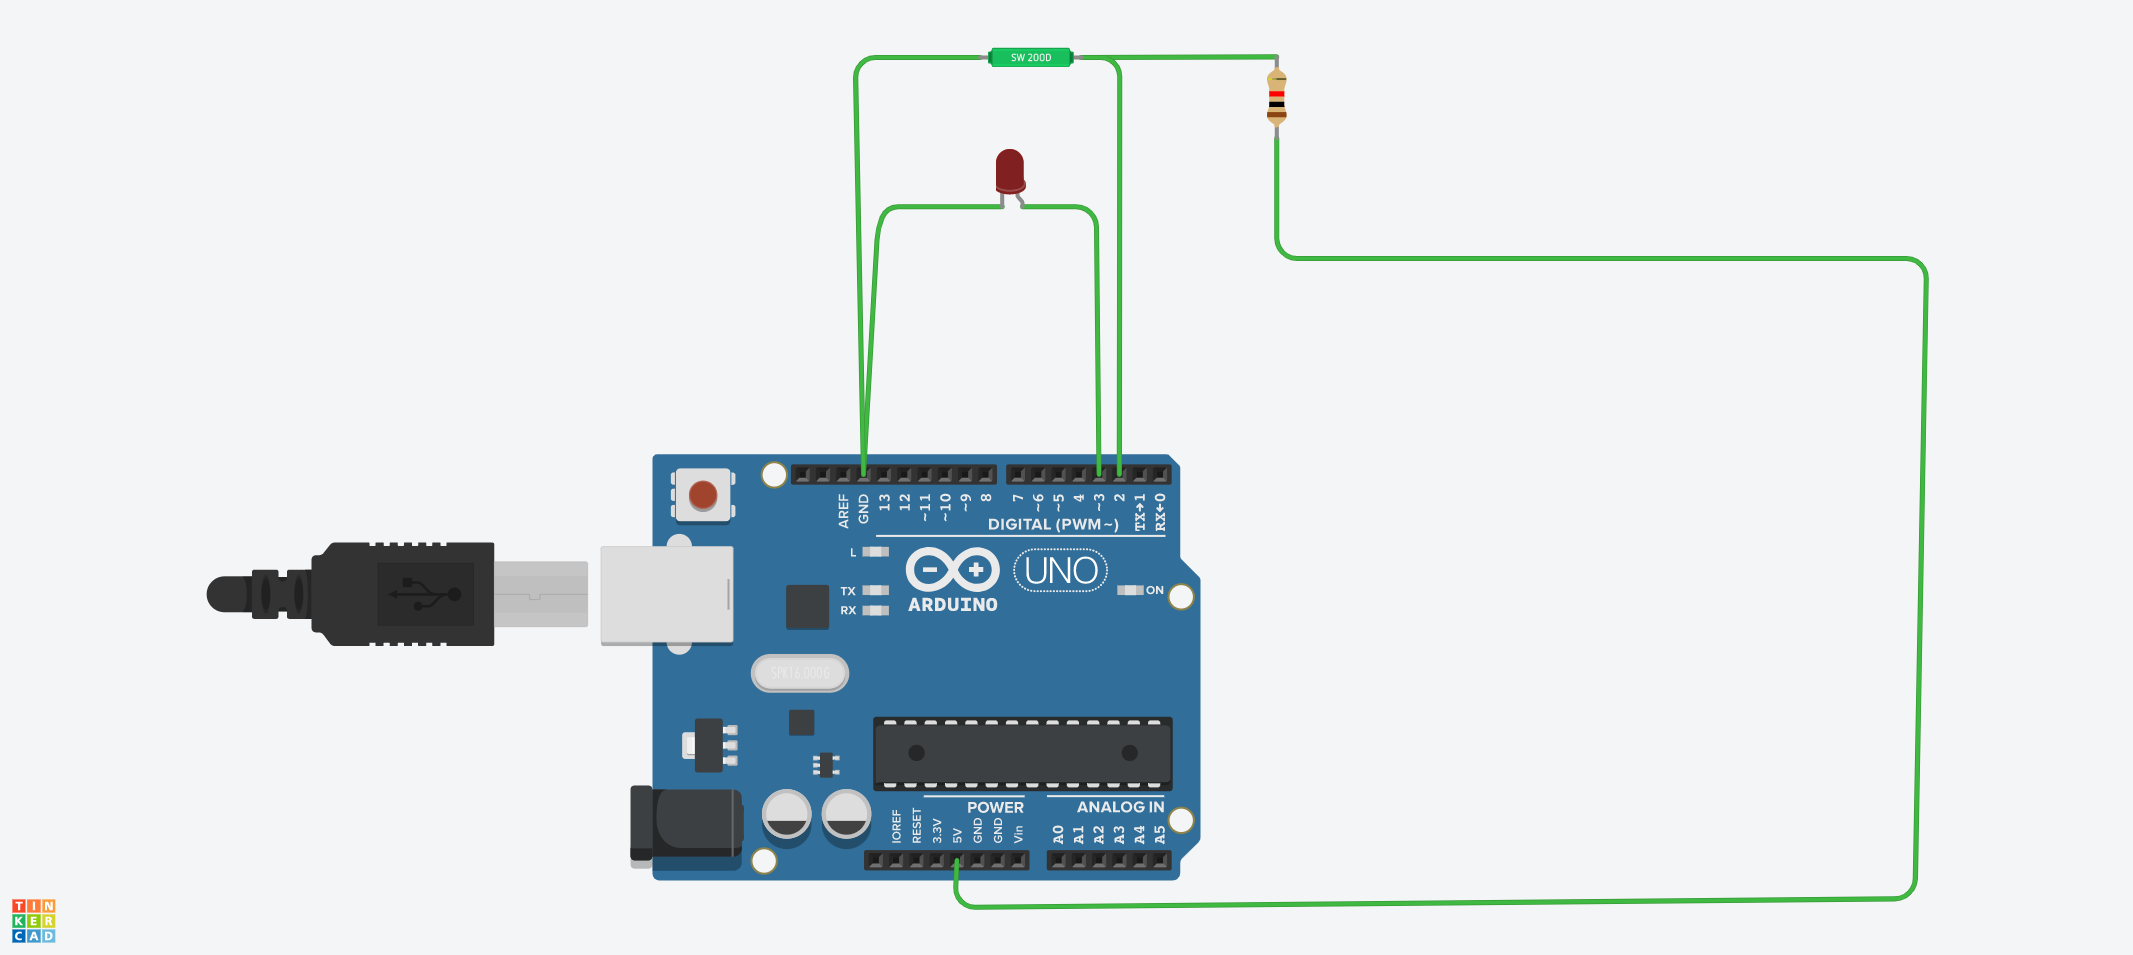 SW 200D
AREF
GND
13
12
~11
~10
~9
8
7
~6
~5
~4
~3
2
TX→1
RX←0
DIGITAL (PWM~)
L
TX
RX
ARDUINO
UNO
ON
SPK16.000G
POWER
ANALOG IN
IOREF
RESET
3.3V
5V
GND
GND
Vin
A0
A1
A2
A3
A4
A5
TIN
KER
CAD